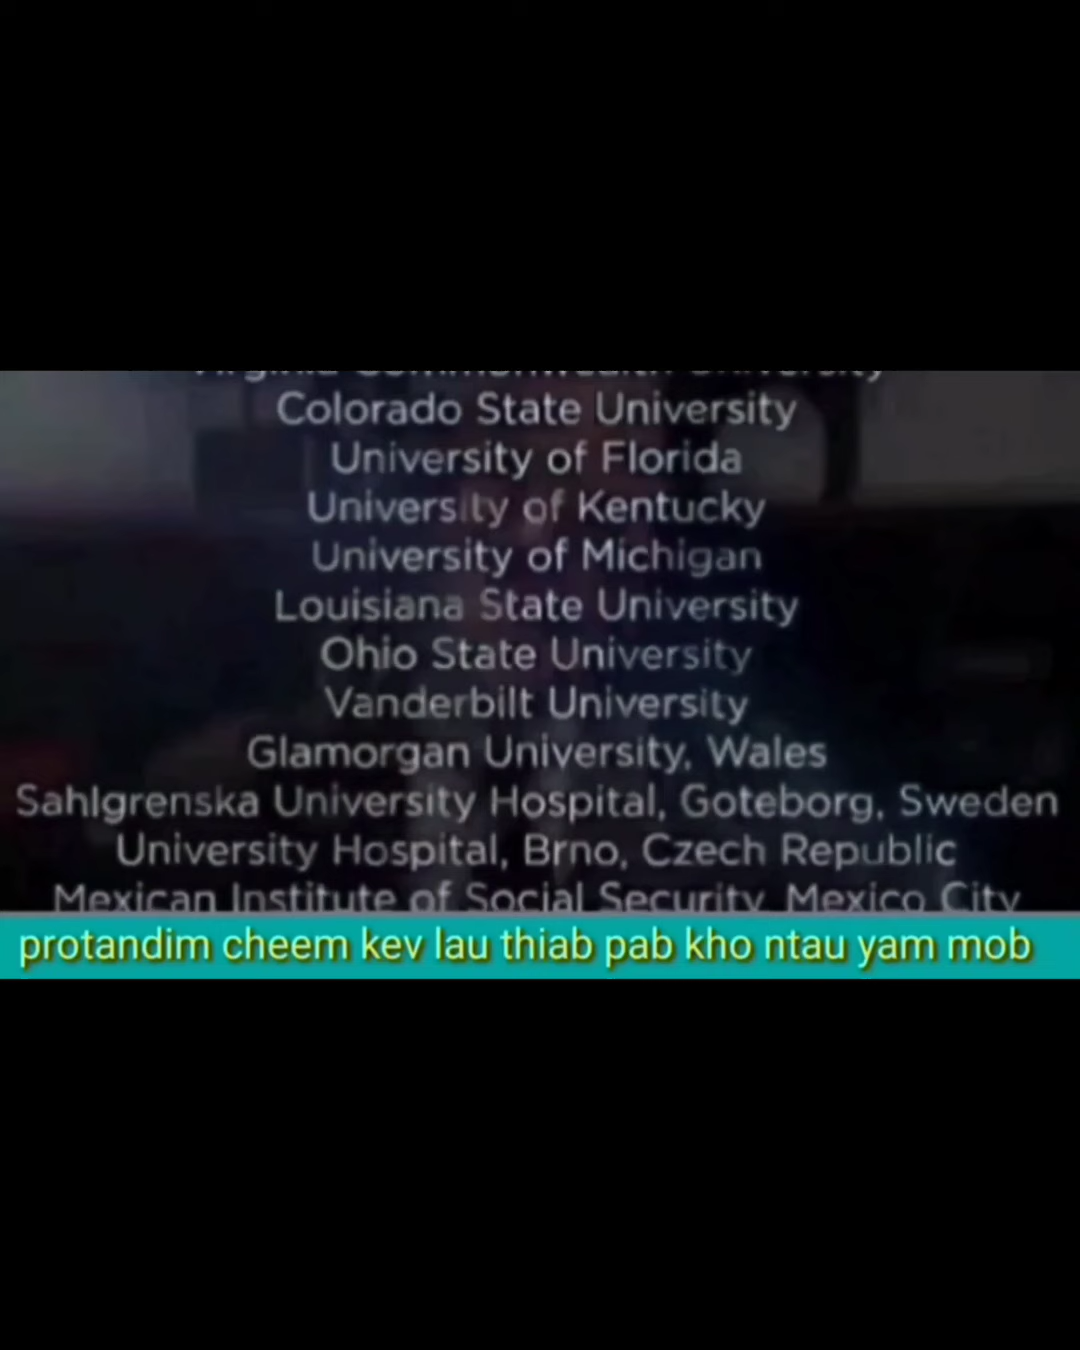 Colorado State University
University of Florida
University of Kentucky
University of Michigan
Louisiana State University
Ohio State University
Vanderbilt University
Glamorgan University, Wales
Sahlgrenska University Hospital, Goteborg, Sweden
University Hospital, Brno, Czech Republic
Mexican Institute of Social Security Mexico City
protandim cheem kev lau thiab pab kho ntau yam mob